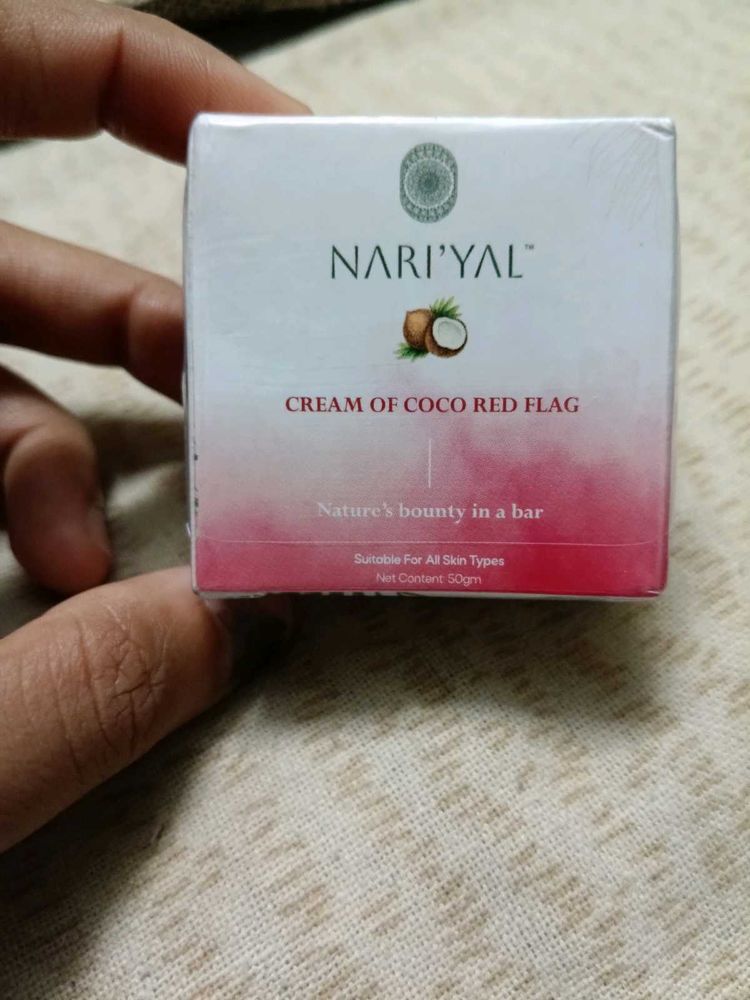 NARI'YAL™
CREAM OF COCO RED FLAG
Nature's bounty in a bar
Suitable For All Skin Types
Net Content: 50gm